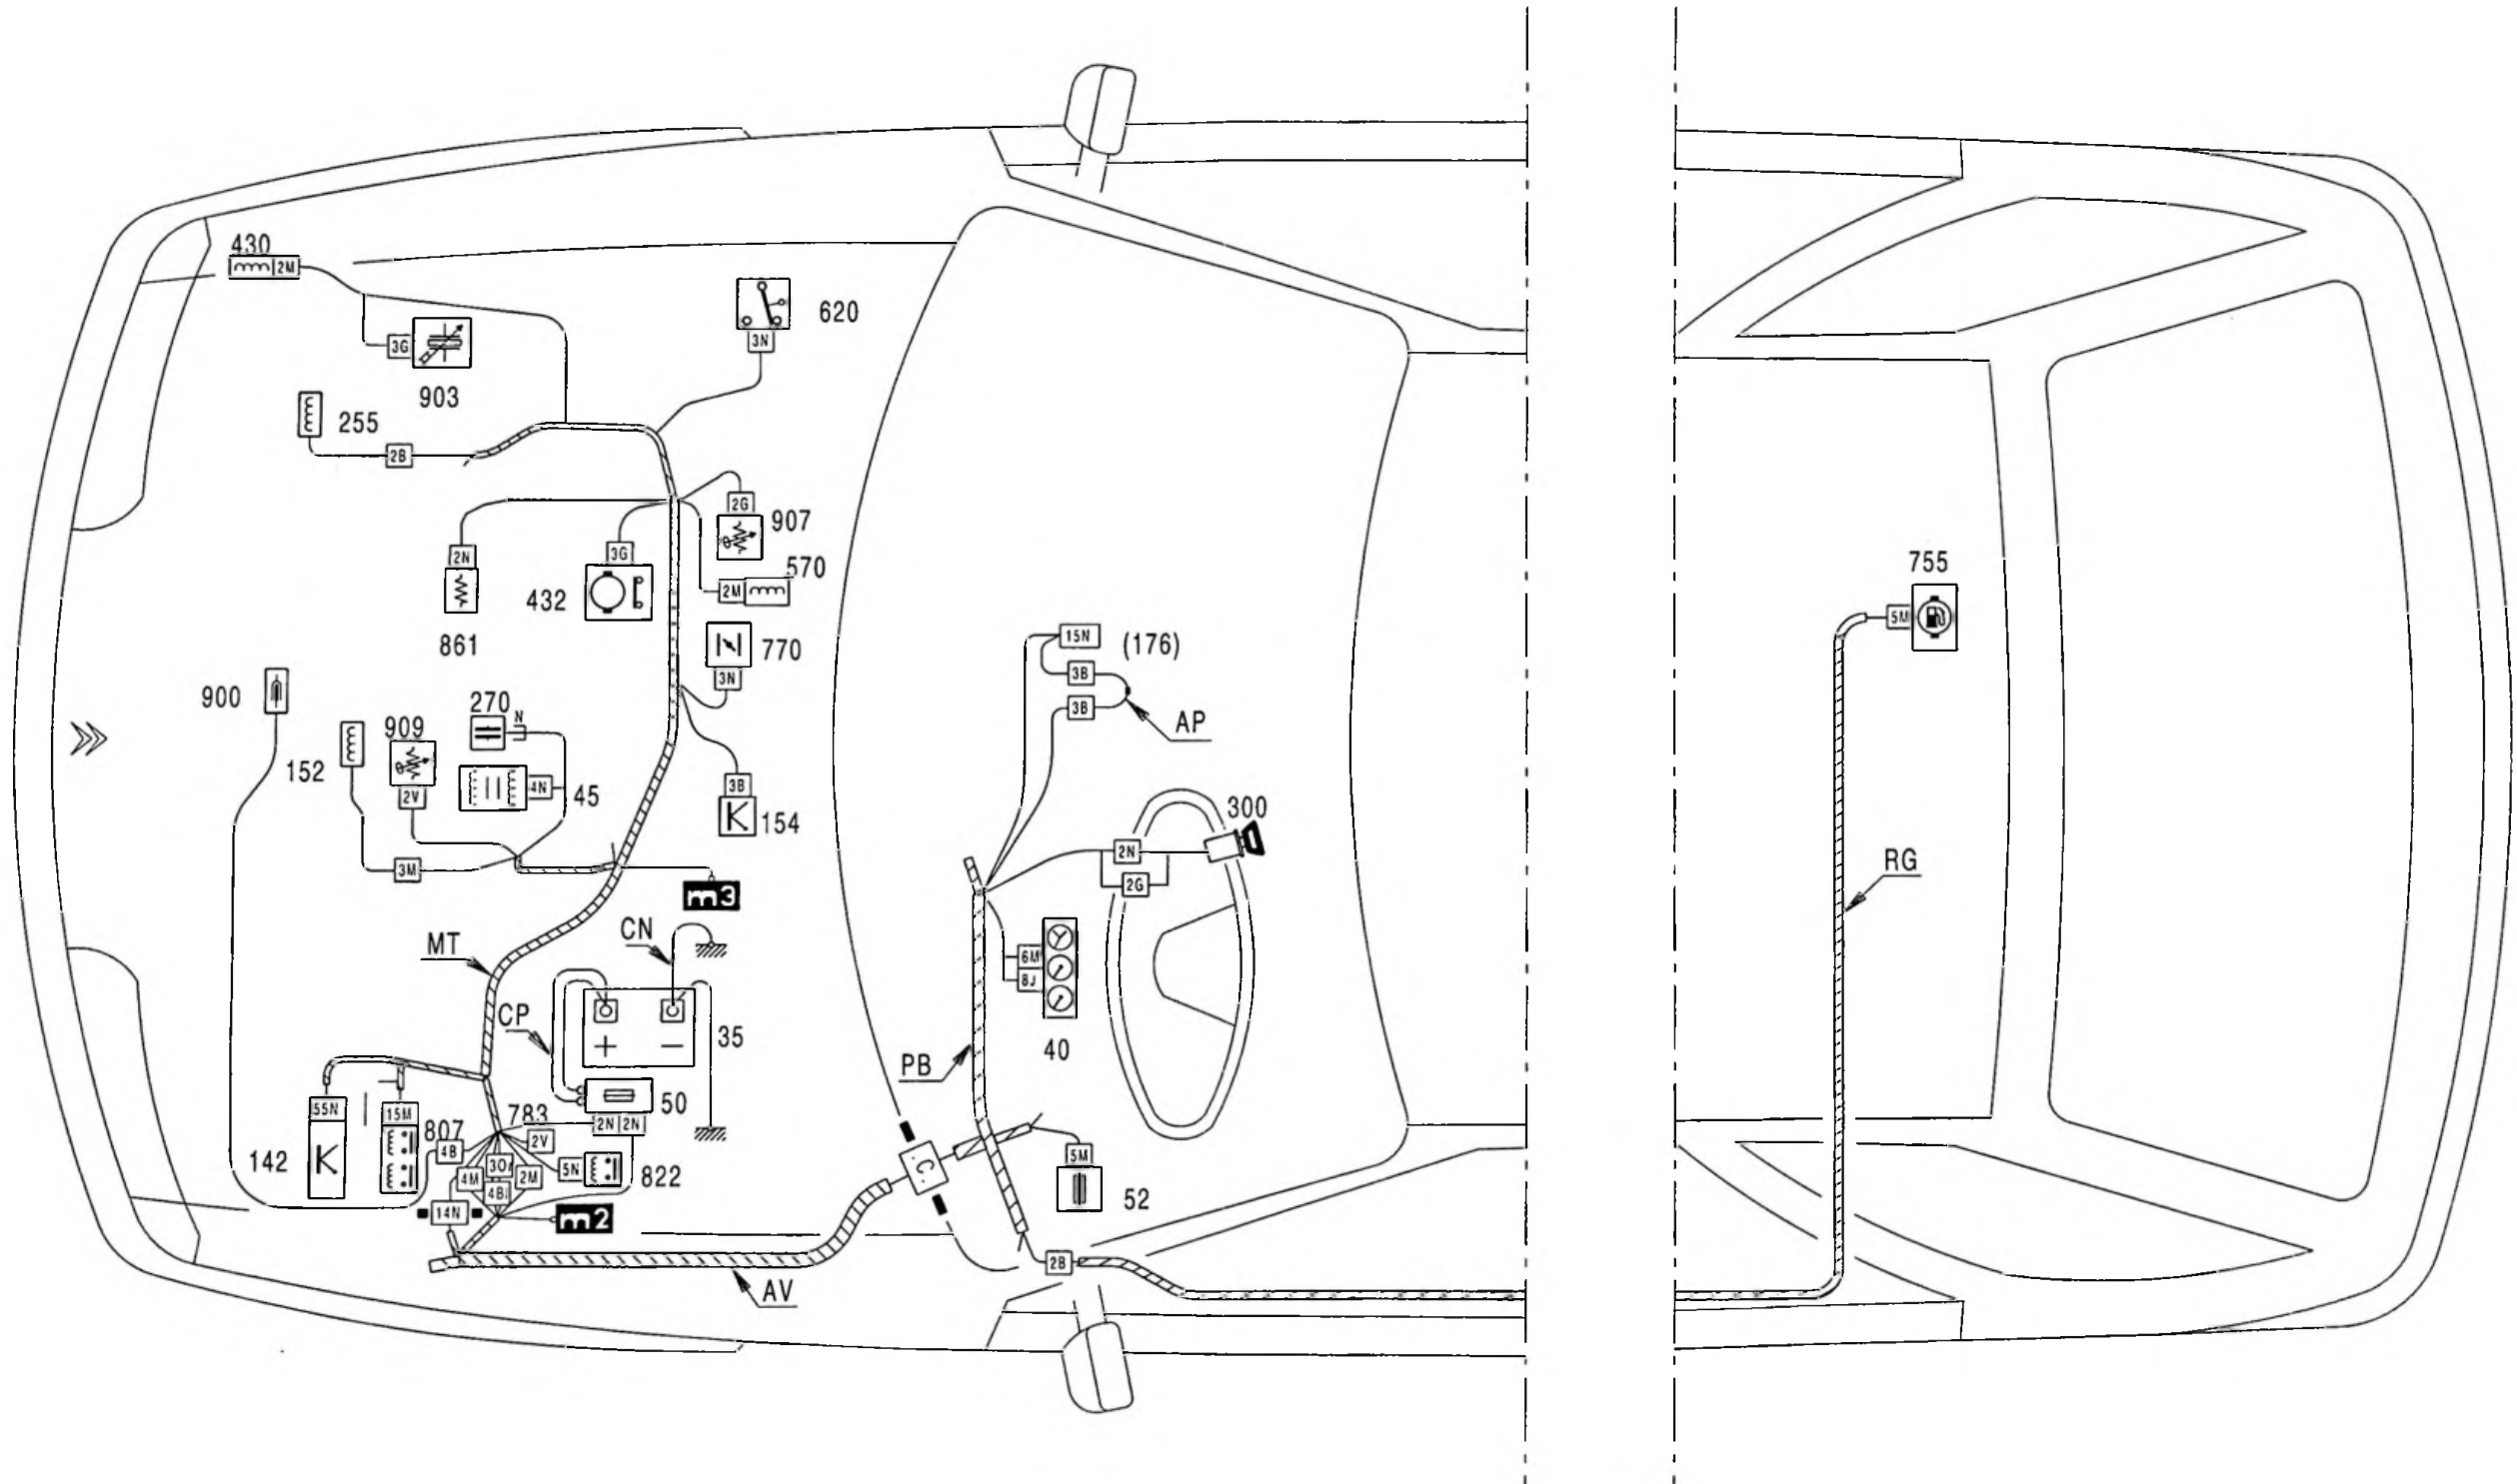 430
2M
620
3N
3G
903
255
2B
2G
907
2N
3G
570
2M
432
861
755
5M
15N
(176)
770
3B
3N
900
270
N
3B
AP
909
152
2V
4N
45
3B
154
300
2N
RG
3M
2G
m3
CN
MT
6M
8J
CP
35
+
−
40
PB
50
55N
15M
783
2N
2N
807
4B
2V
142
C
5M
4M
2M
5N
822
4B
52
14N
m2
2B
AV